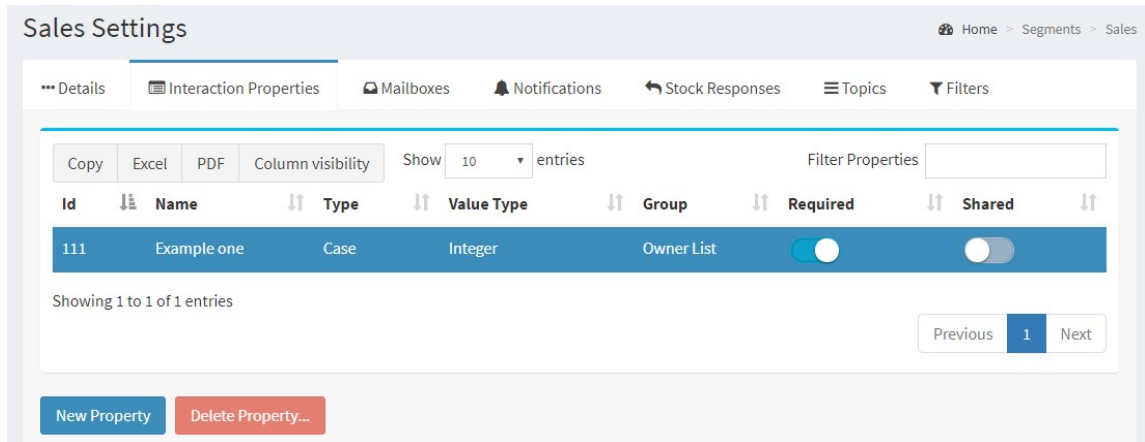 Sales Settings
Home > Segments > Sales
Details Interaction Properties Mailboxes Notifications Stock Responses Topics Filters
Copy Excel PDF Column visibility Show 10 entries Filter Properties
Id Name Type Value Type Group Required Shared
111 Example one Case Integer Owner List
Showing 1 to 1 of 1 entries
Previous 1 Next
New Property Delete Property...